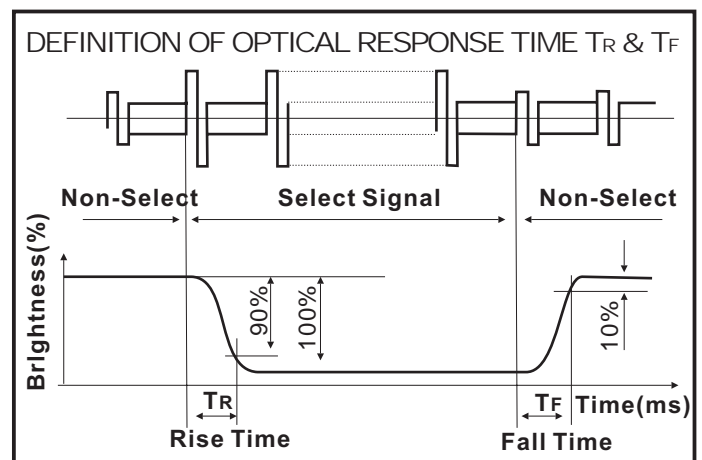 DEFINITION OF OPTICAL RESPONSE TIME TR & TF
Non-Select
Select Signal
Non-Select
BrIghtness(%)
90%
100%
10%
TR
TF
Time(ms)
Rise Time
Fall Time